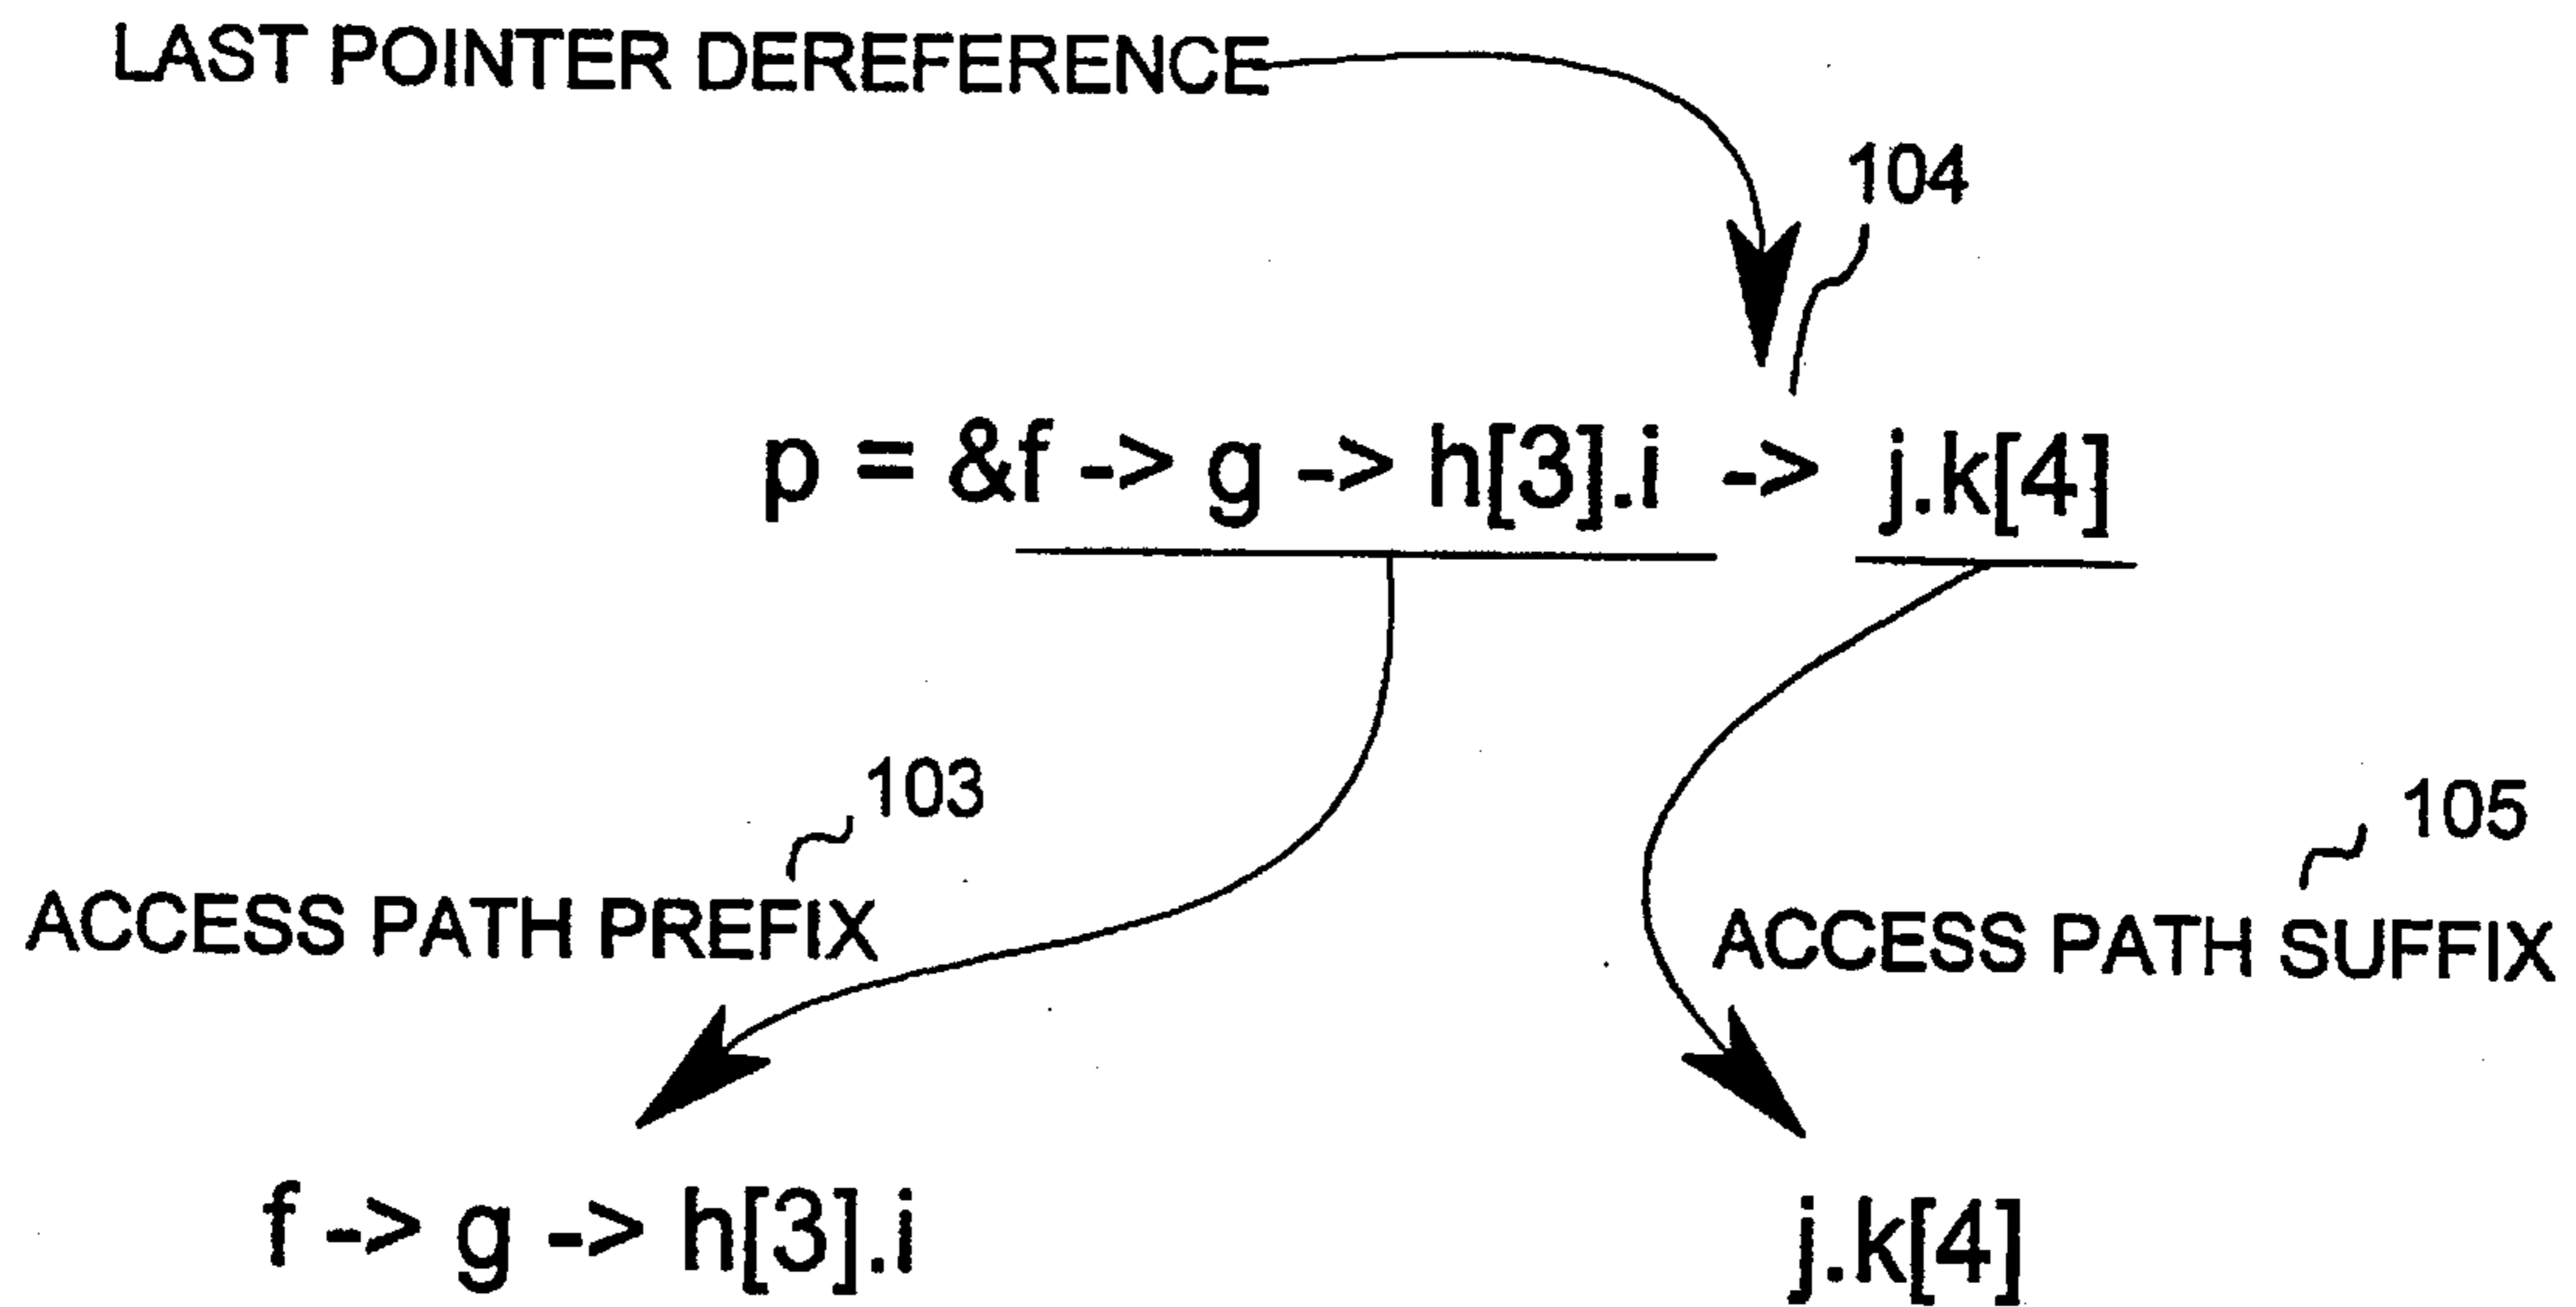 LAST POINTER DEREFERENCE
104
p = &f -> g -> h[3].i -> j.k[4]
103
105
ACCESS PATH PREFIX
ACCESS PATH SUFFIX
f -> g -> h[3].i
j.k[4]